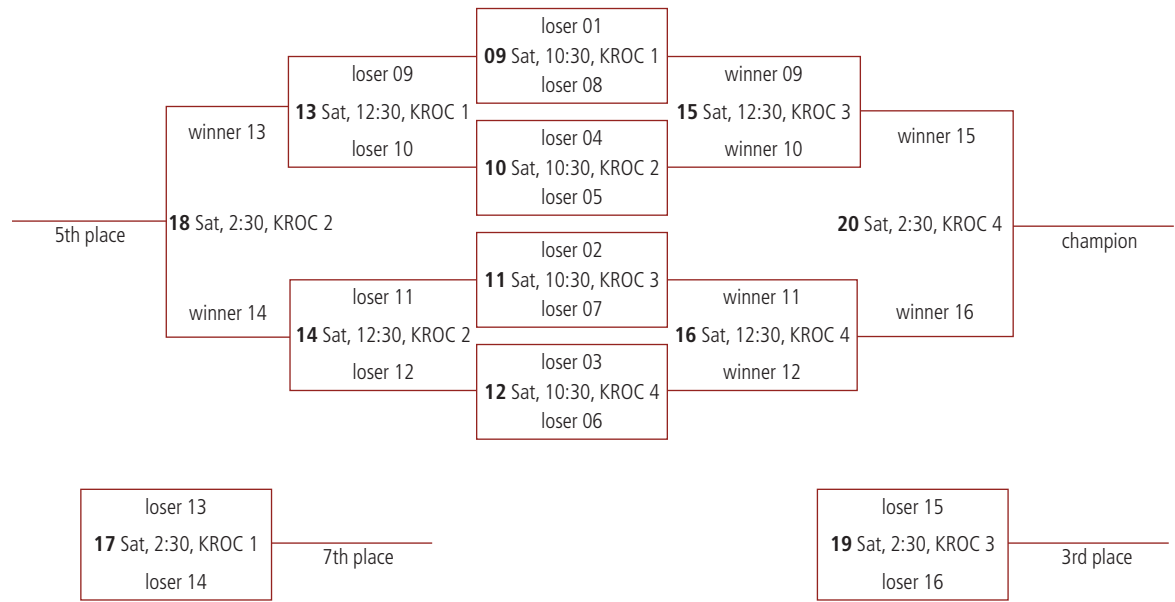 loser 01
09 Sat, 10:30, KROC 1
loser 08
loser 09
13 Sat, 12:30, KROC 1
loser 10
winner 09
15 Sat, 12:30, KROC 3
winner 10
winner 13
loser 04
10 Sat, 10:30, KROC 2
loser 05
winner 15
18 Sat, 2:30, KROC 2
5th place
20 Sat, 2:30, KROC 4
champion
loser 02
11 Sat, 10:30, KROC 3
loser 07
winner 14
loser 11
14 Sat, 12:30, KROC 2
loser 12
winner 11
16 Sat, 12:30, KROC 4
winner 12
winner 16
loser 03
12 Sat, 10:30, KROC 4
loser 06
loser 13
17 Sat, 2:30, KROC 1
loser 14
7th place
loser 15
19 Sat, 2:30, KROC 3
loser 16
3rd place